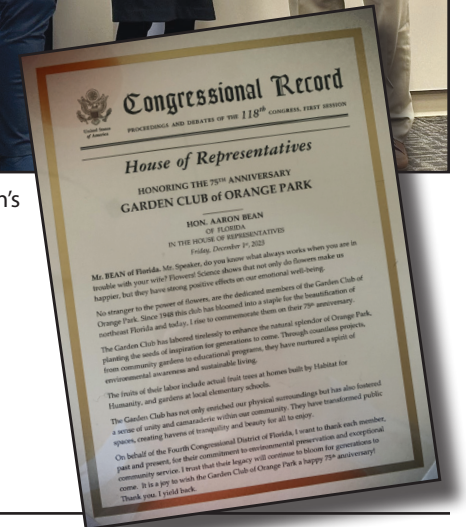 n's
Congressional Record
United States
of America
PROCEEDINGS AND DEBATES OF THE 118th CONGRESS, FIRST SESSION
House of Representatives
HONORING THE 75TH ANNIVERSARY
GARDEN CLUB of ORANGE PARK
HON. AARON BEAN
OF FLORIDA
IN THE HOUSE OF REPRESENTATIVES
Friday, December 1st, 2023
Mr. BEAN of Florida. Mr. Speaker, do you know what always works when you are in
trouble with your wife? Flowers! Science shows that not only do flowers make us
happier, but they have strong positive effects on our emotional well-being.
No stranger to the power of flowers, are the dedicated members of the Garden Club of
Orange Park. Since 1948 this club has bloomed into a staple for the beautification of
northeast Florida and today, I rise to commemorate them on their 75th anniversary.
The Garden Club has labored tirelessly to enhance the natural splendor of Orange Park,
planting the seeds of inspiration for generations to come. Through countless projects,
from community gardens to educational programs, they have nurtured a spirit of
environmental awareness and sustainable living.
The fruits of their labor include actual fruit trees at homes built by Habitat for
Humanity, and gardens at local elementary schools.
The Garden Club has not only enriched our physical surroundings but has also fostered
a sense of unity and camaraderie within our community. They have transformed public
spaces, creating havens of tranquility and beauty for all to enjoy.
On behalf of the Fourth Congressional District of Florida, I want to thank each member,
past and present, for their commitment to environmental preservation and exceptional
community service. I trust that their legacy will continue to bloom for generations to
come. It is a joy to wish the Garden Club of Orange Park a happy 75th anniversary!
Thank you. I yield back.